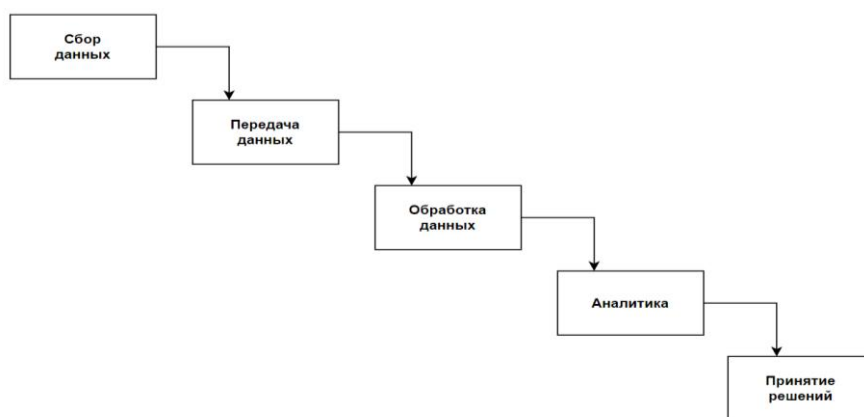 Сбор
данных
Передача
данных
Обработка
данных
Аналитика
Принятие
решений